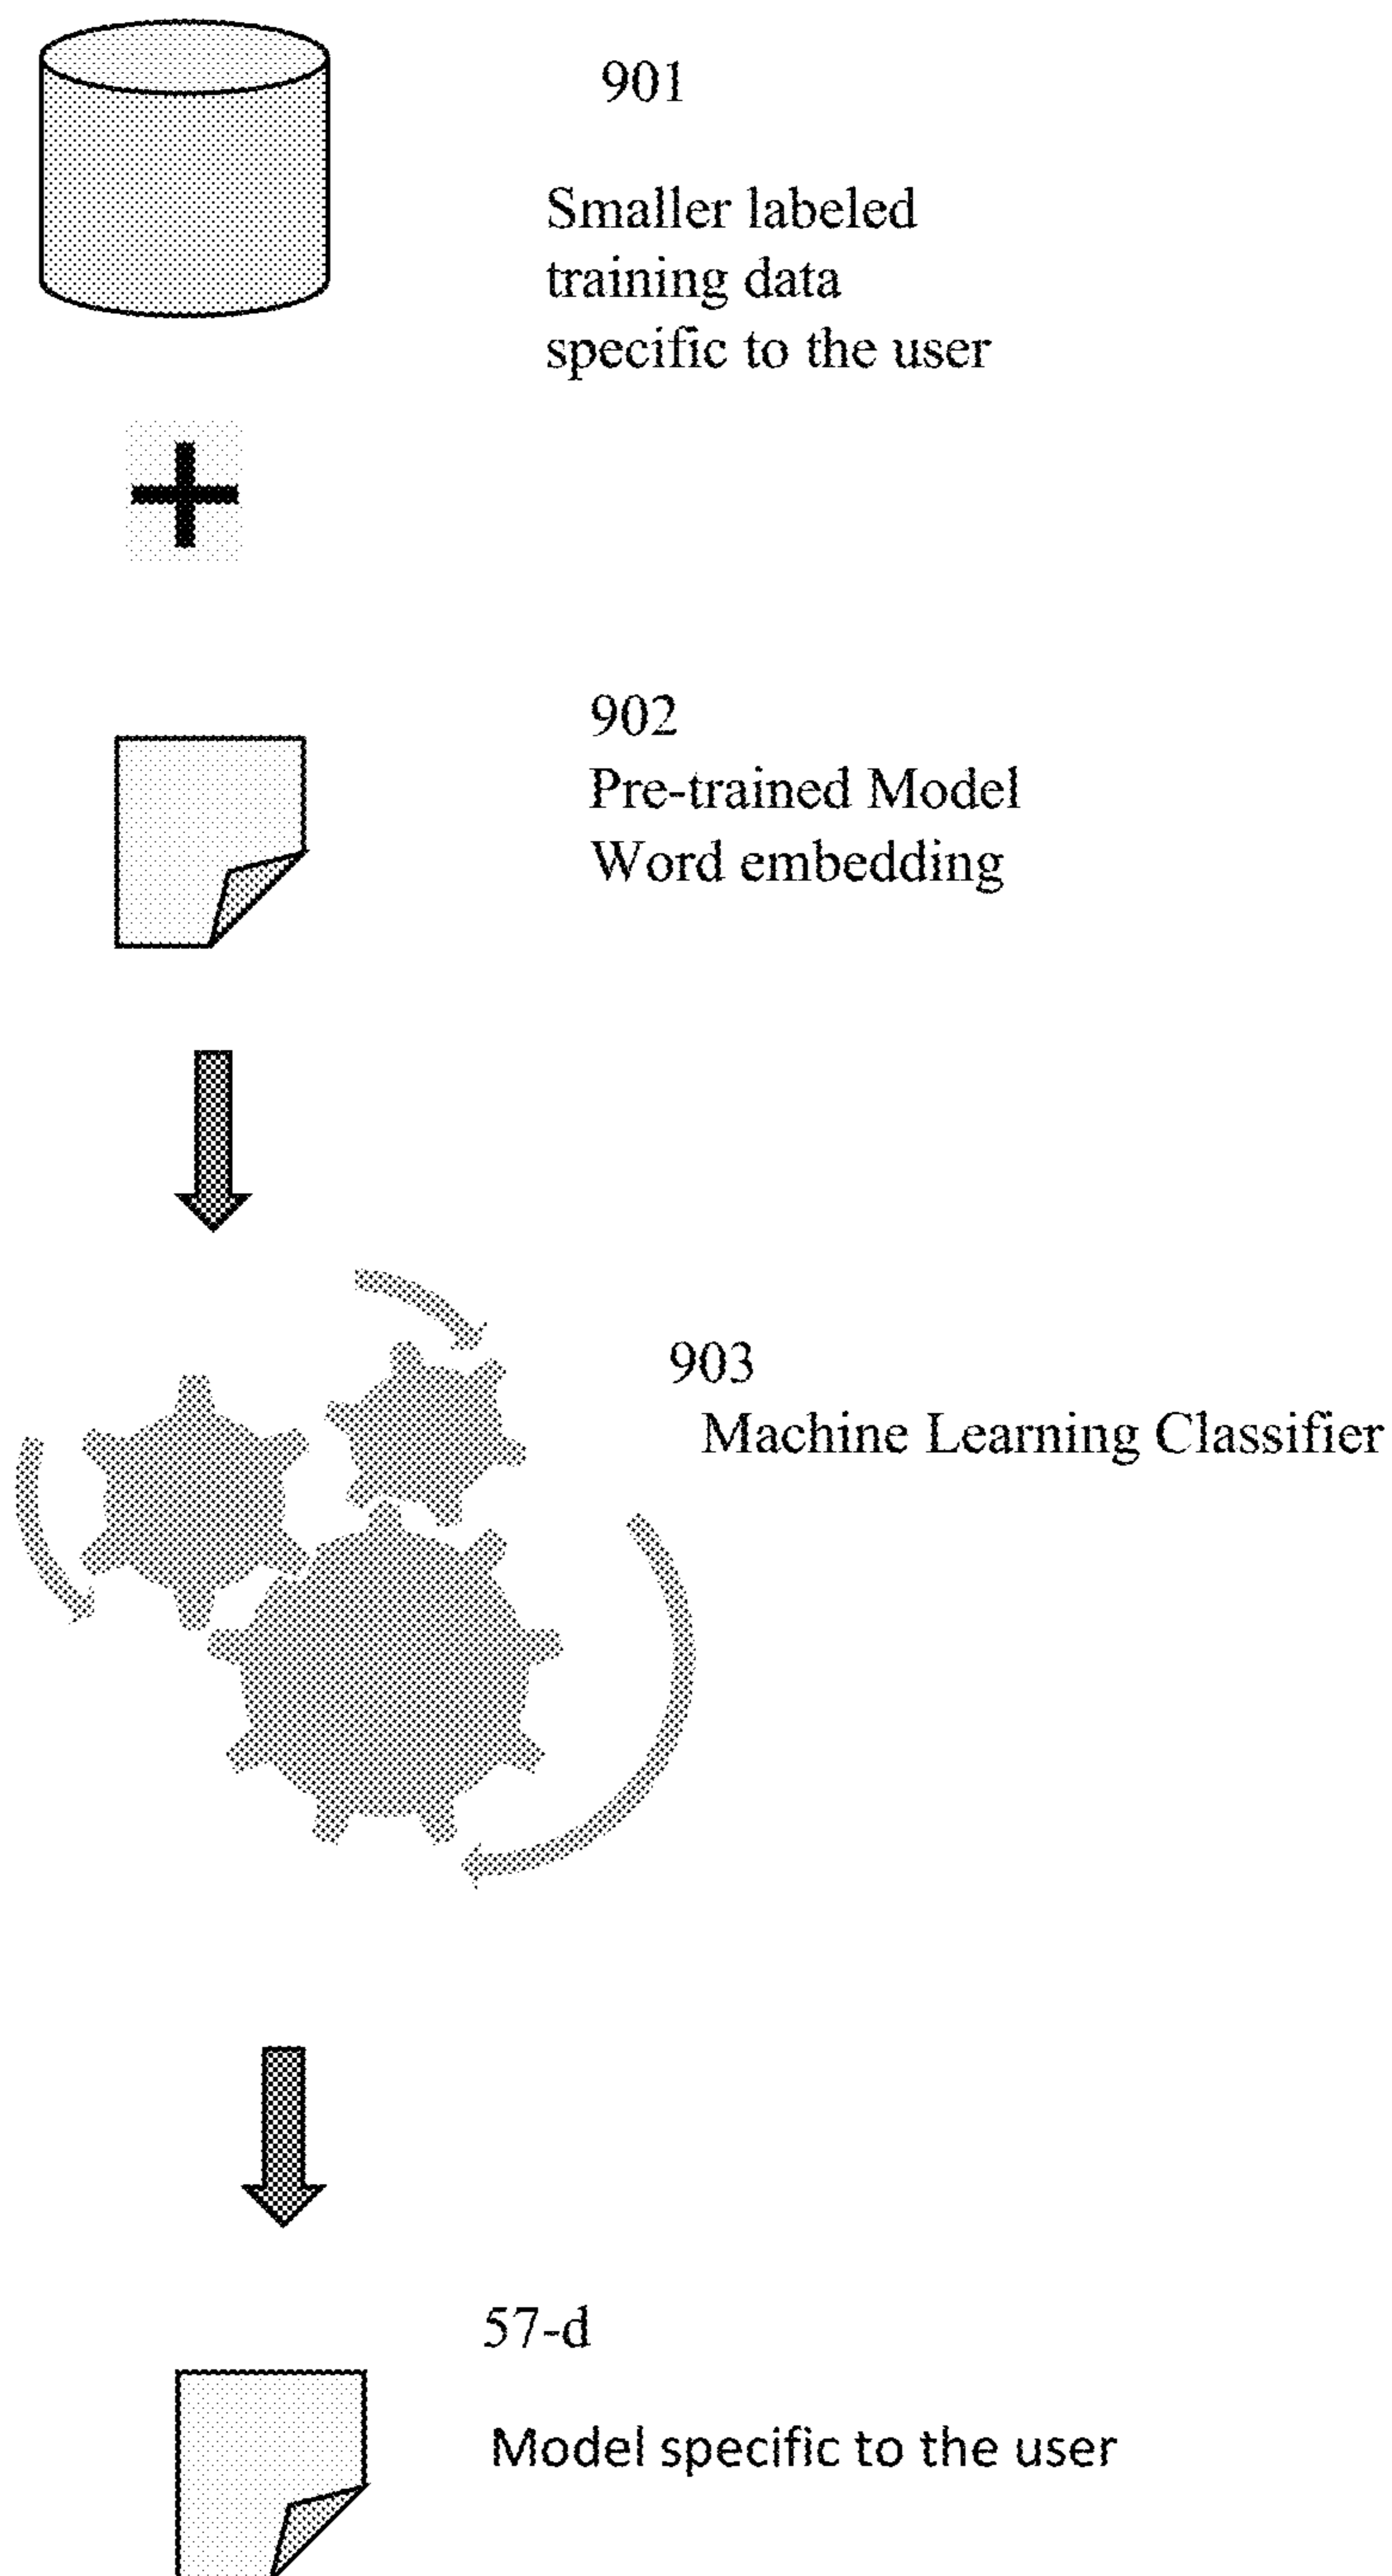 901
Smaller labeled
training data
specific to the user
902
Pre-trained Model
Word embedding
903
Machine Learning Classifier
57-d
Model specific to the user